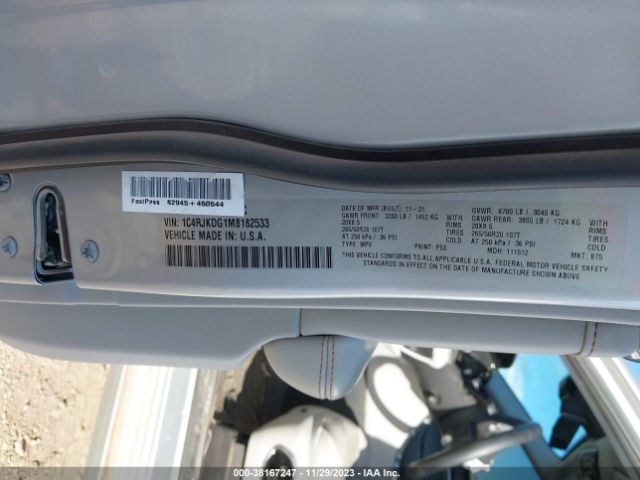 FastPass 62945 + 450544
VIN: 1C4RJKDG1M8182533
VEHICLE MADE IN: U.S.A.
DATE OF MFR (BUILT): 11-21
GAWR FRONT: 3200 LB / 1452 KG WITH
20X8.5 RIMS
265/50R20 107T TIRES
AT 250 kPa / 36 PSI COLD
TYPE: MPV PAINT: PSE
GVWR: 6700 LB / 3040 KG
GAWR REAR: 3800 LB / 1724 KG WITH
20X8.5 RIMS
265/50R20 107T TIRES
AT 250 kPa / 36 PSI COLD
MDH: 111512 MKT: 875
THIS VEHICLE CONFORMS TO ALL APPLICABLE U.S.A. FEDERAL MOTOR VEHICLE SAFETY
STANDARDS IN EFFECT ON THE DATE OF MANUFACTURE SHOWN ABOVE
000-38167247 - 11/29/2023 - IAA Inc.